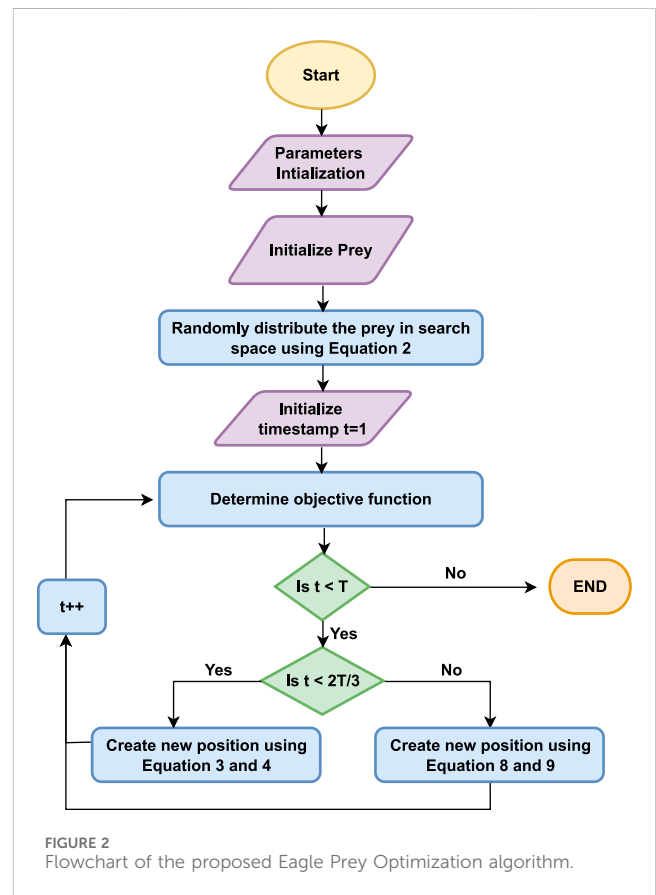 Start
Parameters
Intialization
Initialize Prey
Randomly distribute the prey in search
space using Equation 2
Initialize
timestamp t=1
Determine objective function
Is t < T
No
END
t++
Yes
Yes
Is t < 2T/3
No
Create new position using
Equation 3 and 4
Create new position using
Equation 8 and 9
FIGURE 2
Flowchart of the proposed Eagle Prey Optimization algorithm.